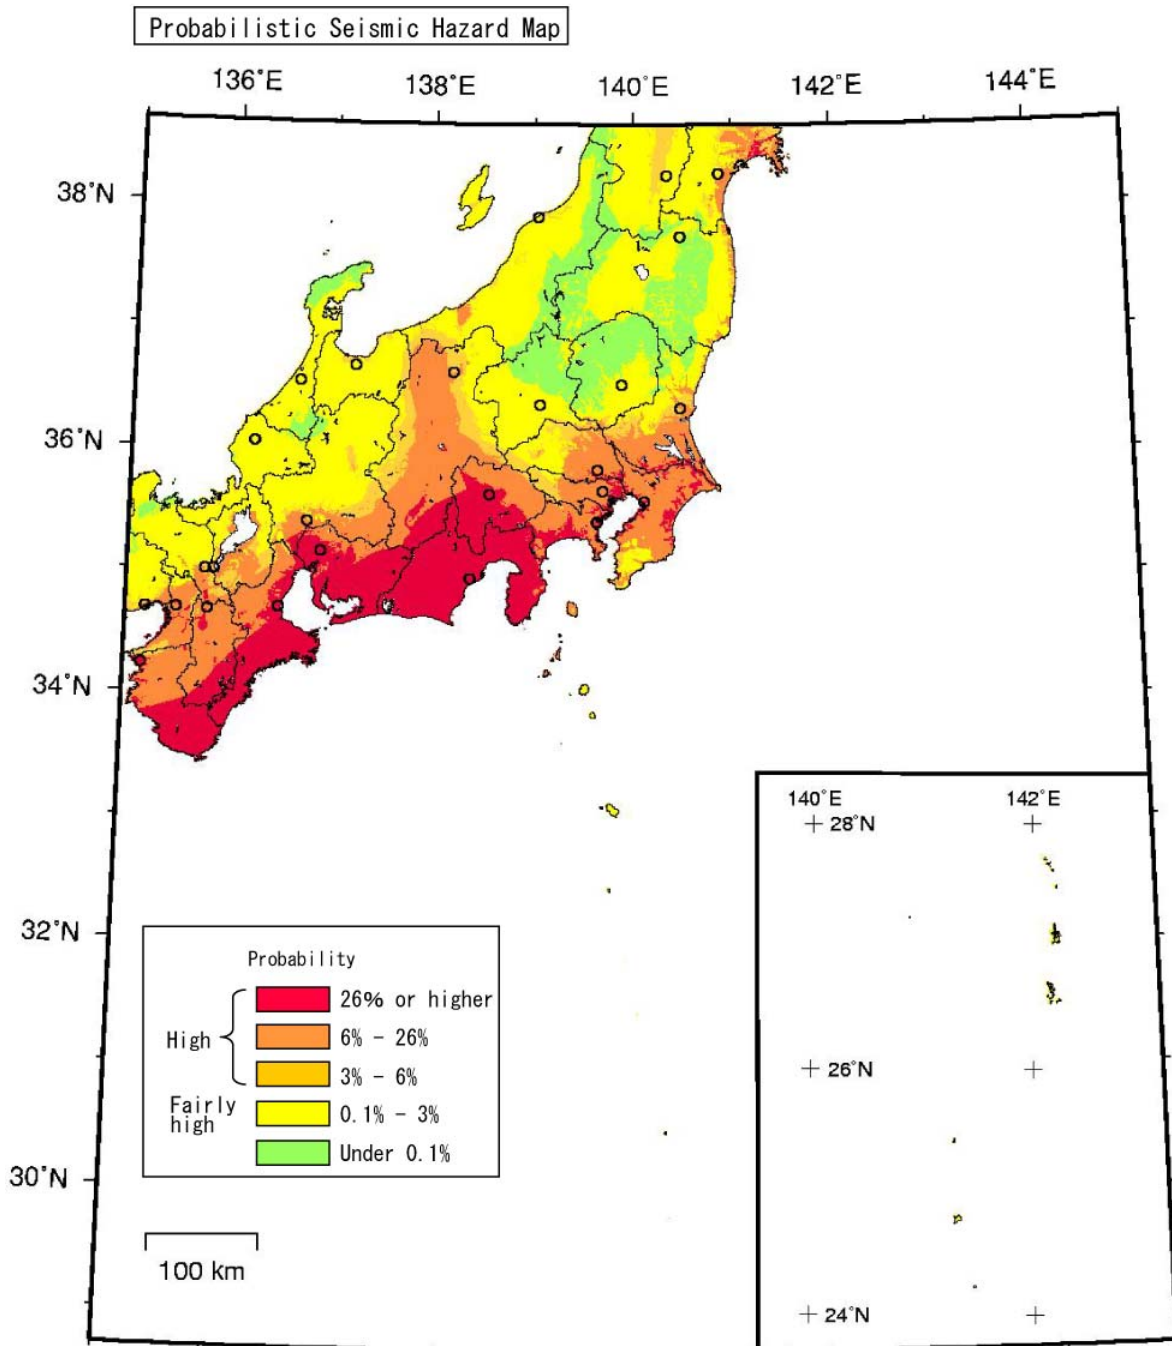 Probabilistic Seismic Hazard Map
136°E 138°E 140°E 142°E 144°E
38°N
36°N
34°N
140°E 142°E
28°N
32°N
Probability
26% or higher
High 6% - 26%
3% - 6%
Fairly
high 0.1% - 3%
Under 0.1%
26°N
30°N
100 km
24°N